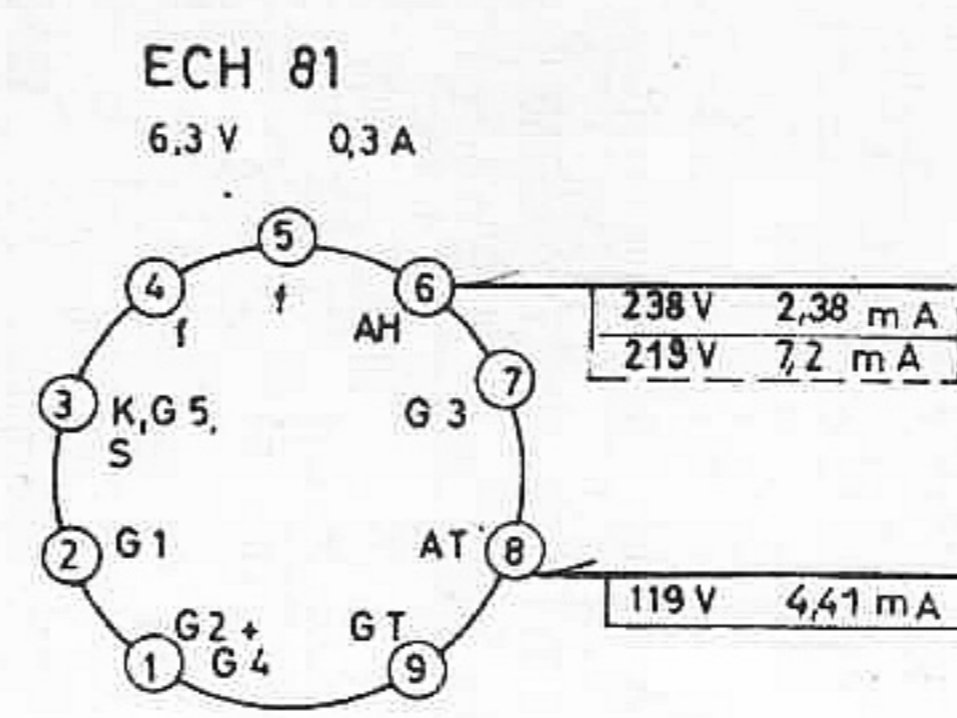 ECH 81
6,3 V 0,3 A
5
4 f f 6
AH
238 V 2,38 mA
219 V 7,2 mA
3 K, G 5,
S
7
G 3
2 G 1
AT 8
119 V 4,41 mA
G2 +
G 4
1
G T
9